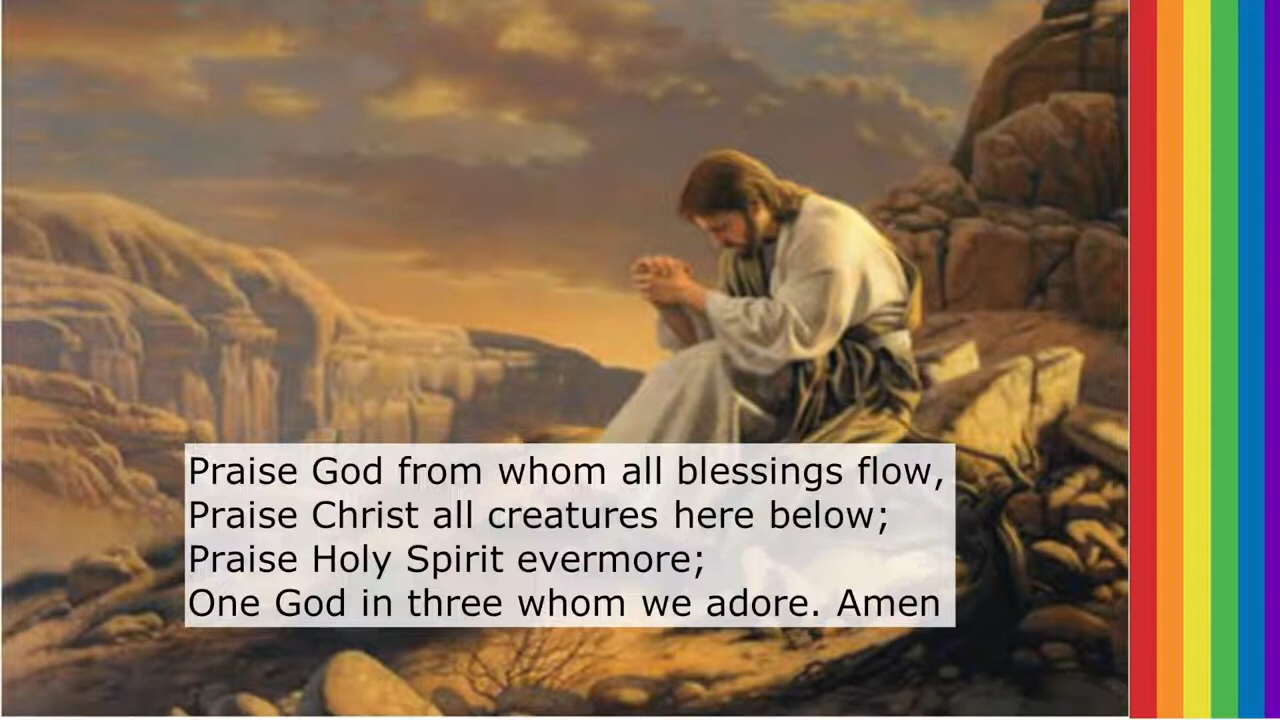 Praise God from whom all blessings flow,
Praise Christ all creatures here below;
Praise Holy Spirit evermore;
One God in three whom we adore. Amen